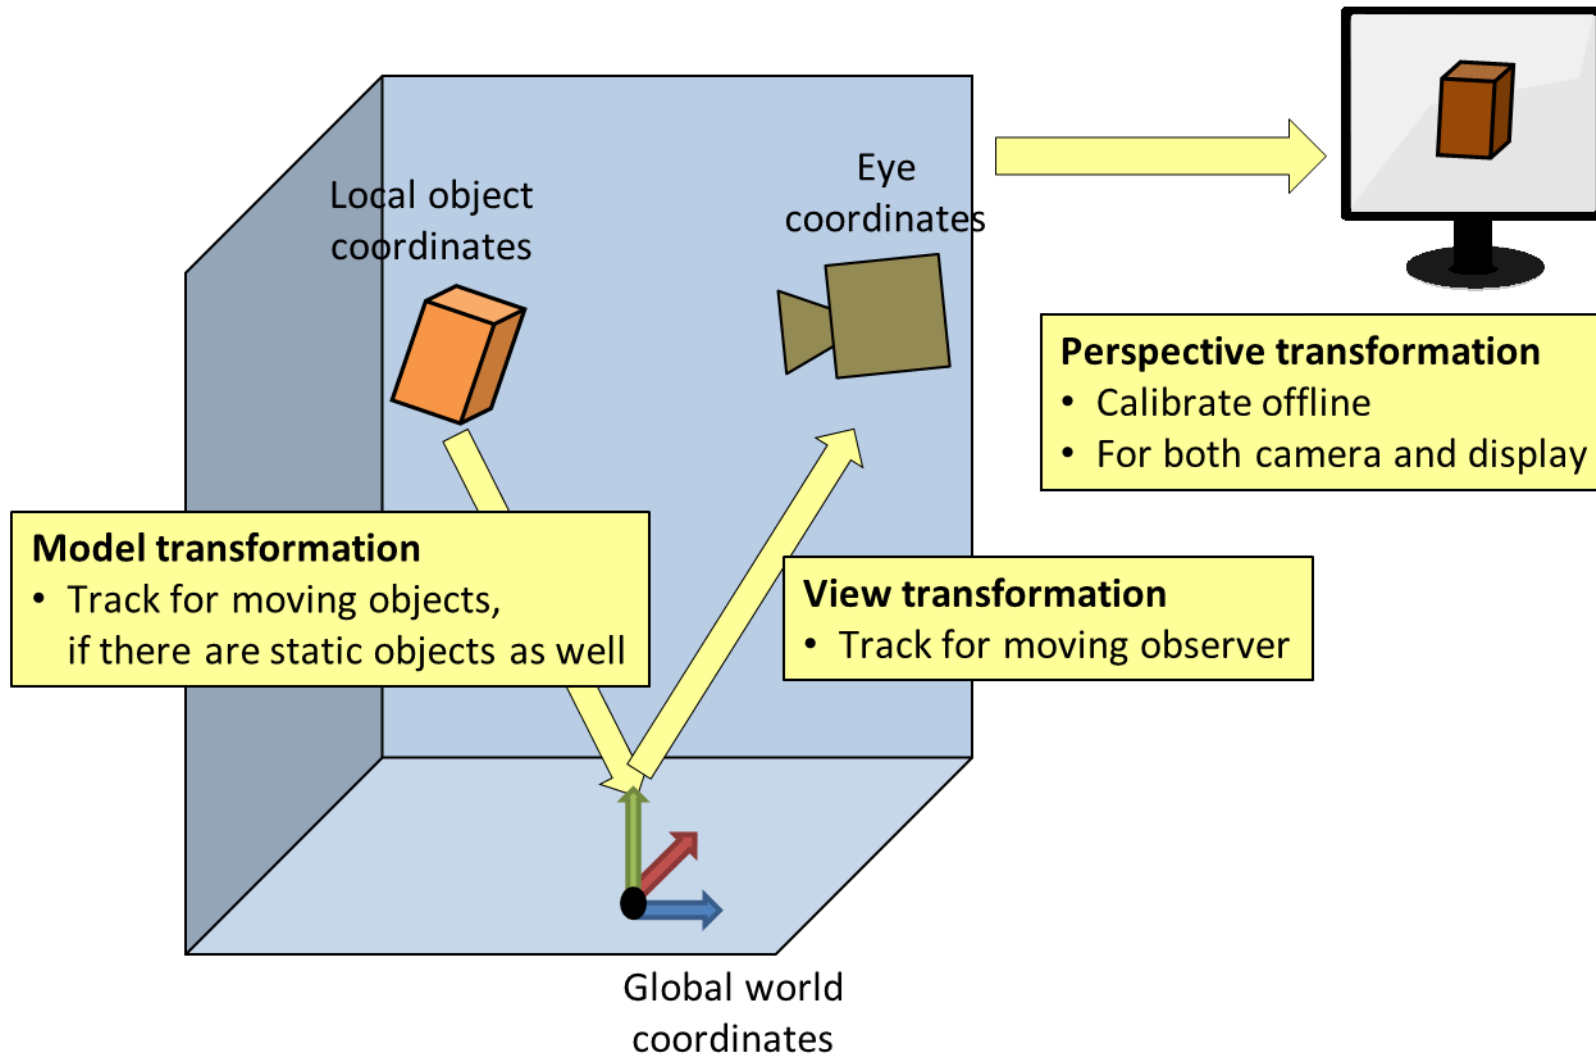 Local object
coordinates
Eye
coordinates
Perspective transformation
• Calibrate offline
• For both camera and display
Model transformation
• Track for moving objects,
if there are static objects as well
View transformation
• Track for moving observer
Global world
coordinates